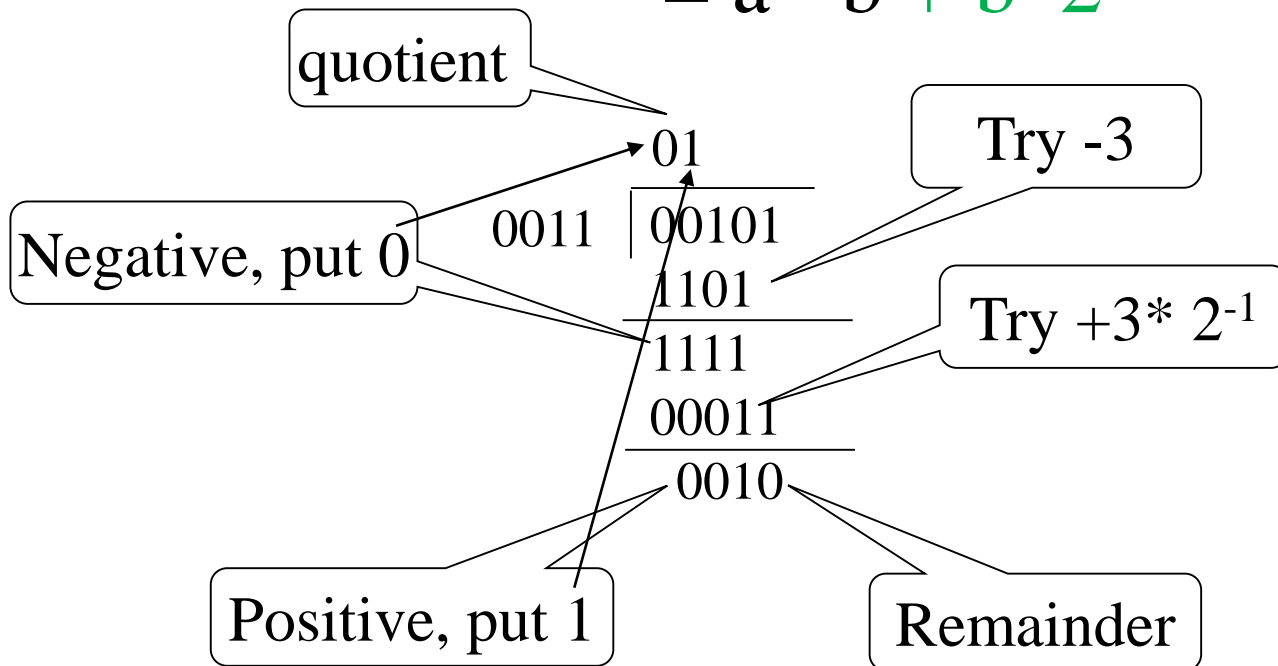 = a - b + b * 2
quotient
01
Try -3
0011
00101
Negative, put 0
1101
Try +3* 2-1
1111
00011
0010
Positive, put 1
Remainder